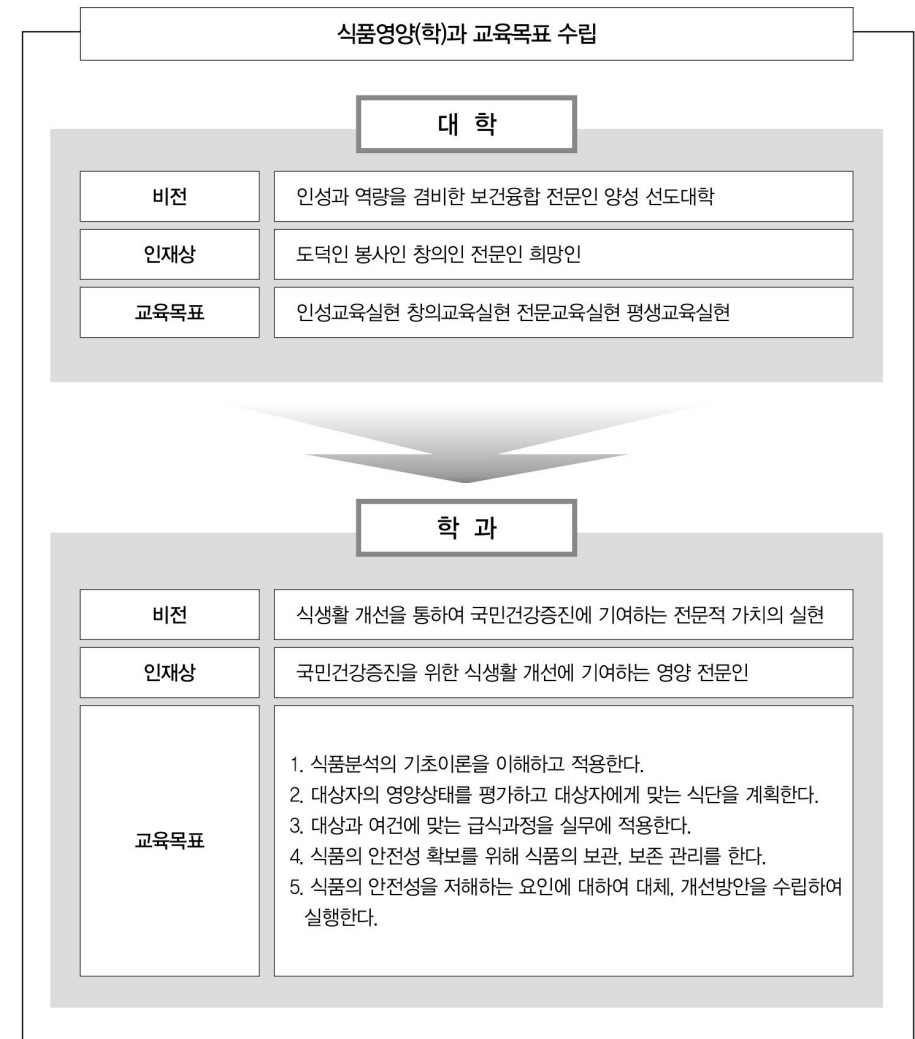 식품영양(학)과 교육목표 수립
대 학
비전
인성과 역량을 겸비한 보건융합 전문인 양성 선도대학
인재상
도덕인 봉사인 창의인 전문인 희망인
교육목표
인성교육실현 창의교육실현 전문교육실현 평생교육실현
학 과
비전
식생활 개선을 통하여 국민건강증진에 기여하는 전문적 가치의 실현
인재상
국민건강증진을 위한 식생활 개선에 기여하는 영양 전문인
교육목표
1. 식품분석의 기초이론을 이해하고 적용한다.
2. 대상자의 영양상태를 평가하고 대상자에게 맞는 식단을 계획한다.
3. 대상과 여건에 맞는 급식과정을 실무에 적용한다.
4. 식품의 안전성 확보를 위해 식품의 보관, 보존 관리를 한다.
5. 식품의 안전성을 저해하는 요인에 대하여 대체, 개선방안을 수립하여
실행한다.